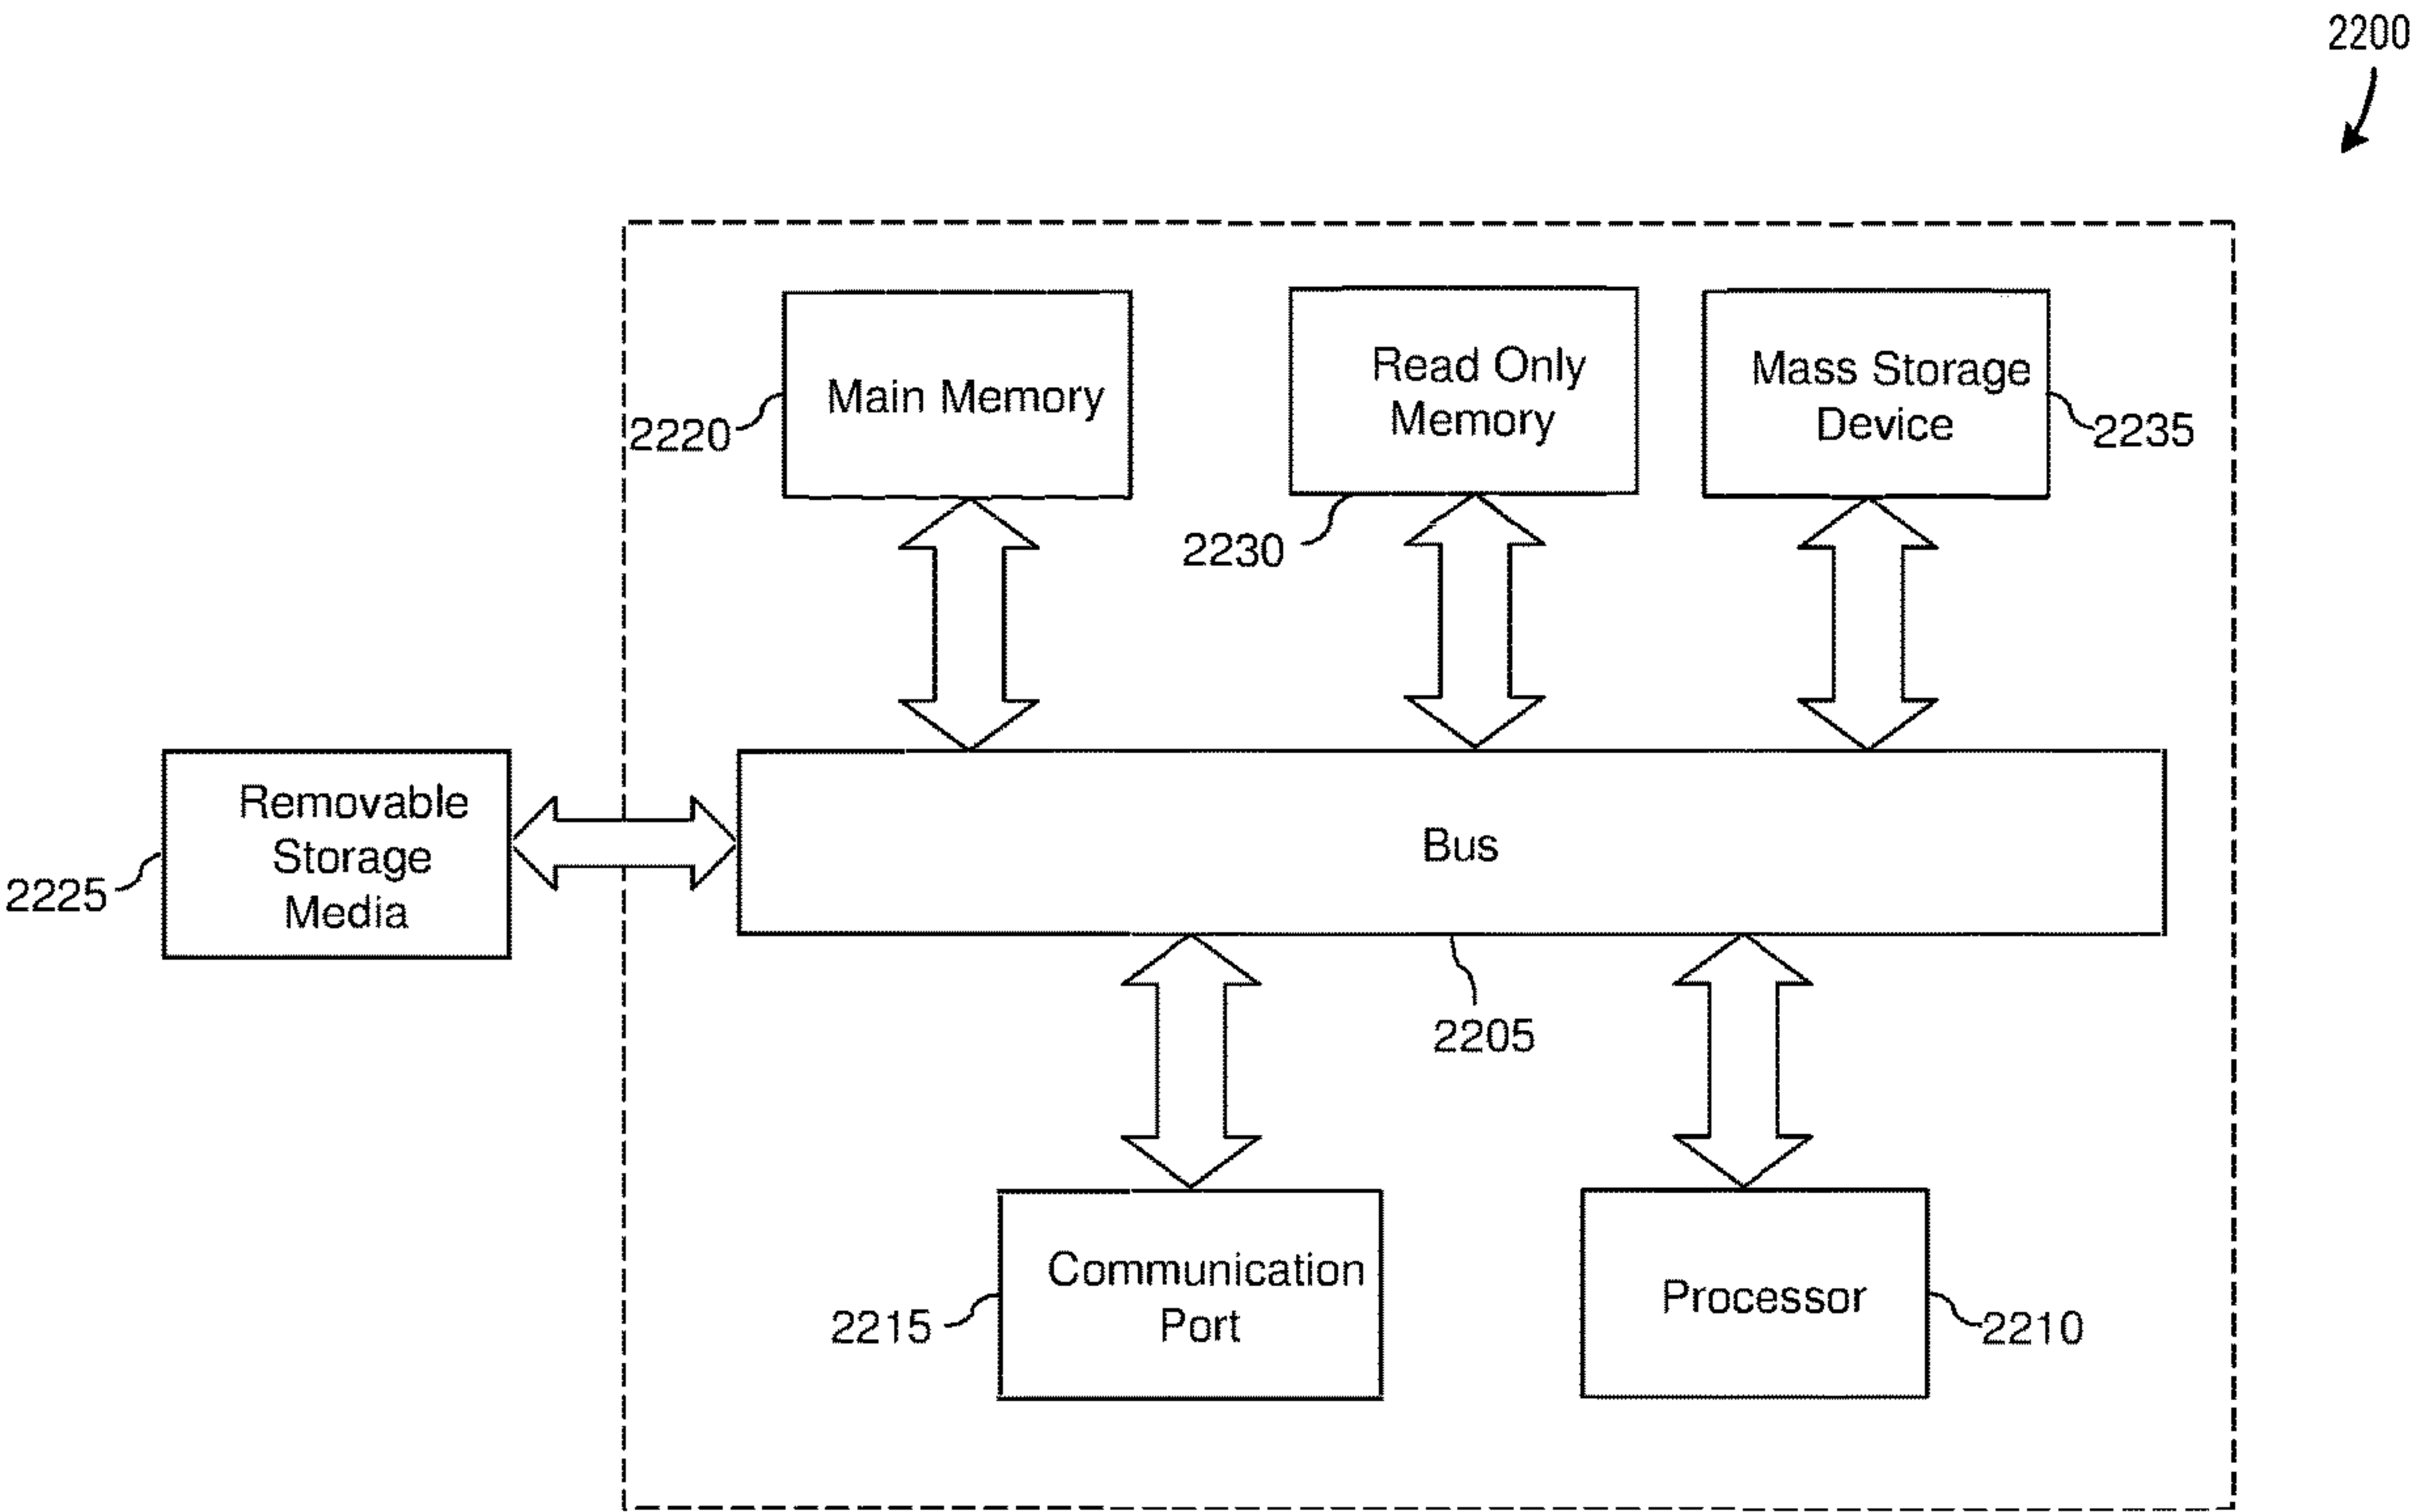 2200
Main Memory
2220
Read Only
Memory
2230
Mass Storage
Device
2235
Removable
Storage
Media
2225
Bus
2205
Communication
Port
2215
Processor
2210